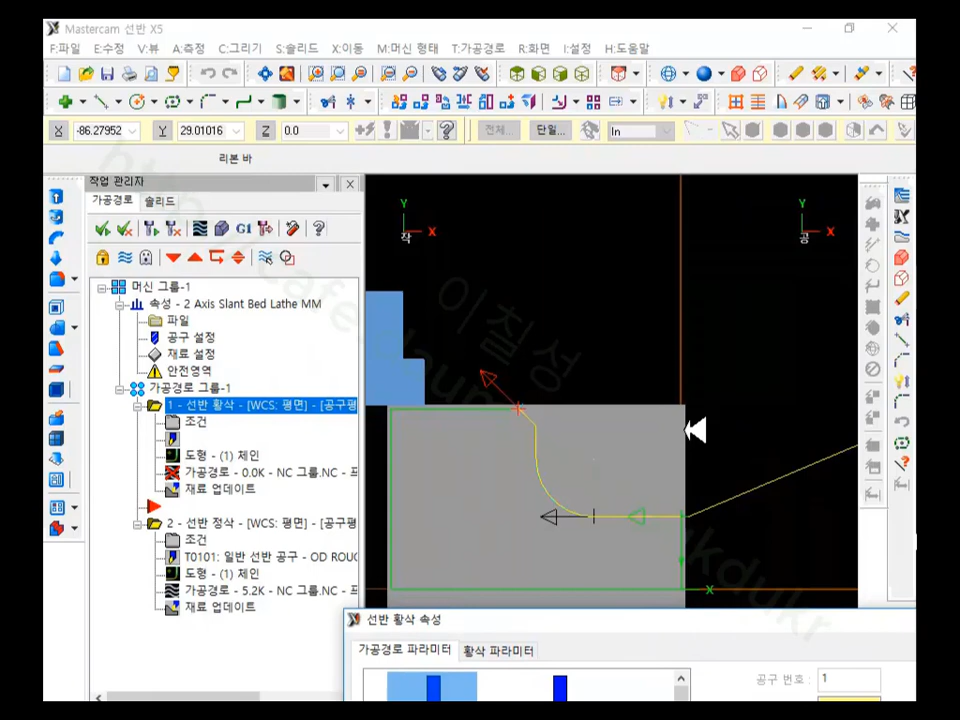 Mastercam 선반 X5
F:파일 E:수정 V:뷰 A:측정 C:그리기 S:솔리드 X:이동 M:머신 형태 T:가공경로 R:화면 I:설정 H:도움말
X -86.27952 Y 29.01016 Z 0.0 전체... 단일... In
리본 바
작업 관리자
가공경로 솔리드
G1
머신 그룹-1
속성 - 2 Axis Slant Bed Lathe MM
파일
공구 설정
재료 설정
안전영역
가공경로 그룹-1
1 - 선반 황삭 - [WCS: 평면] - [공구평
조건
도형 - (1) 체인
가공경로 - 0.0K - NC 그룹.NC - 프
재료 업데이트
2 - 선반 정삭 - [WCS: 평면] - [공구평
조건
T0101: 일반 선반 공구 - OD ROUG
도형 - (1) 체인
가공경로 - 5.2K - NC 그룹.NC - 프
재료 업데이트
Y
X
작
Y
X
공
이칠성
X
선반 황삭 속성
가공경로 파라미터 황삭 파라미터
공구 번호 : 1